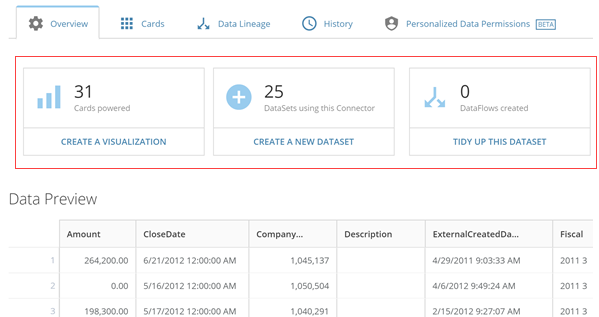 Overview Cards Data Lineage History Personalized Data Permissions BETA
31 25 0
Cards powered DataSets using this Connector DataFlows created
CREATE A VISUALIZATION CREATE A NEW DATASET TIDY UP THIS DATASET
Data Preview
Amount CloseDate Company... Description ExternalCreatedDa... Fiscal
1 264,200.00 6/21/2012 12:00:00 AM 1,045,137 4/29/2011 9:03:33 AM 2011 3
2 0.00 5/16/2012 12:00:00 AM 1,050,504 4/6/2012 9:49:24 AM 2011 3
3 198,300.00 5/17/2012 12:00:00 AM 1,040,291 2/15/2012 9:27:07 AM 2011 3